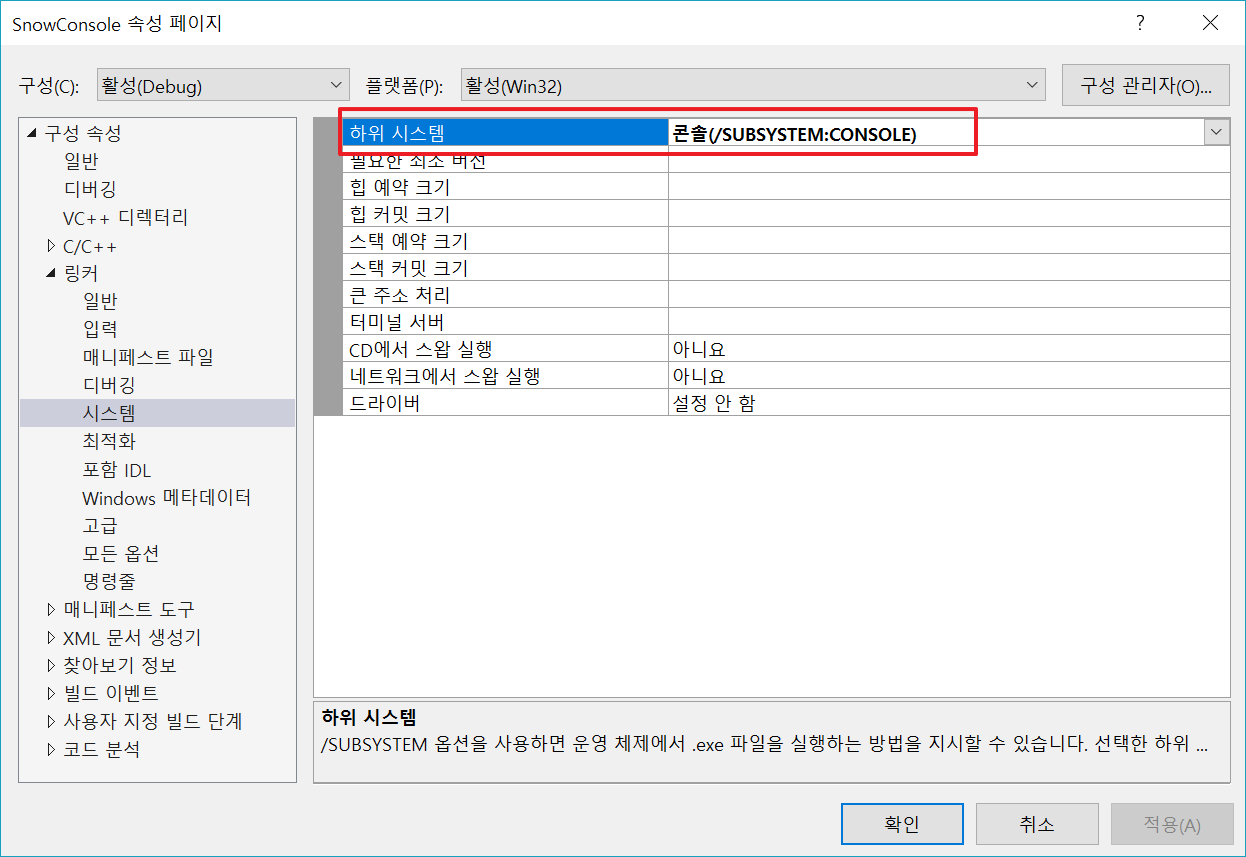 SnowConsole 속성 페이지
?
구성(C): 활성(Debug) 플랫폼(P): 활성(Win32) 구성 관리자(O)...
구성 속성
일반
디버깅
VC++ 디렉터리
C/C++
링커
일반
입력
매니페스트 파일
디버깅
시스템
최적화
포함 IDL
Windows 메타데이터
고급
모든 옵션
명령줄
매니페스트 도구
XML 문서 생성기
찾아보기 정보
빌드 이벤트
사용자 지정 빌드 단계
코드 분석
하위 시스템 콘솔(/SUBSYSTEM:CONSOLE)
필요한 최소 버전
힙 예약 크기
힙 커밋 크기
스택 예약 크기
스택 커밋 크기
큰 주소 처리
터미널 서버
CD에서 스왑 실행 아니요
네트워크에서 스왑 실행 아니요
드라이버 설정 안 함
하위 시스템
/SUBSYSTEM 옵션을 사용하면 운영 체제에서 .exe 파일을 실행하는 방법을 지시할 수 있습니다. 선택한 하위 ...
확인 취소 적용(A)